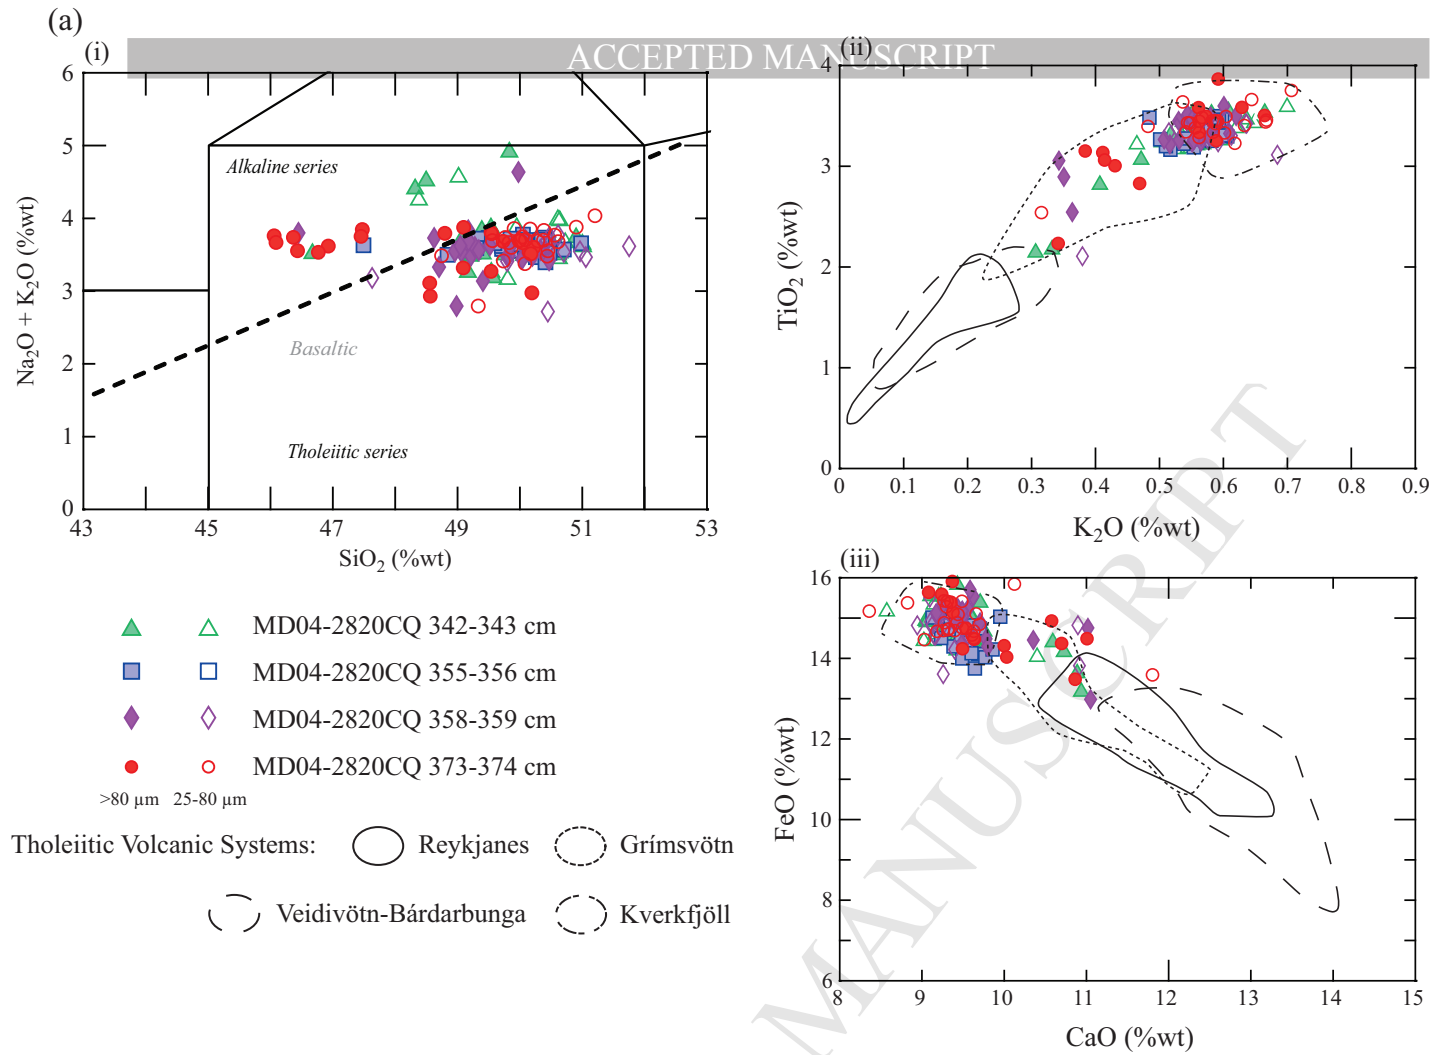 (a)
ACCEPTED MANUSCRIPT
(i)
6
5
4
3
2
1
0
43
45
47
49
51
53
Na₂O + K₂O (%wt)
SiO₂ (%wt)
Alkaline series
Basaltic
Tholeiitic series
(ii)
4
3
2
1
0
0
0.1
0.2
0.3
0.4
0.5
0.6
0.7
0.8
0.9
TiO₂ (%wt)
K₂O (%wt)
(iii)
16
14
12
10
8
6
8
9
10
11
12
13
14
15
FeO (%wt)
CaO (%wt)
MD04-2820CQ 342-343 cm
MD04-2820CQ 355-356 cm
MD04-2820CQ 358-359 cm
MD04-2820CQ 373-374 cm
>80 µm 25-80 µm
Tholeiitic Volcanic Systems: Reykjanes Grímsvötn
Veidivötn-Bárdarbunga Kverkfjöll
MANUSCRIPT